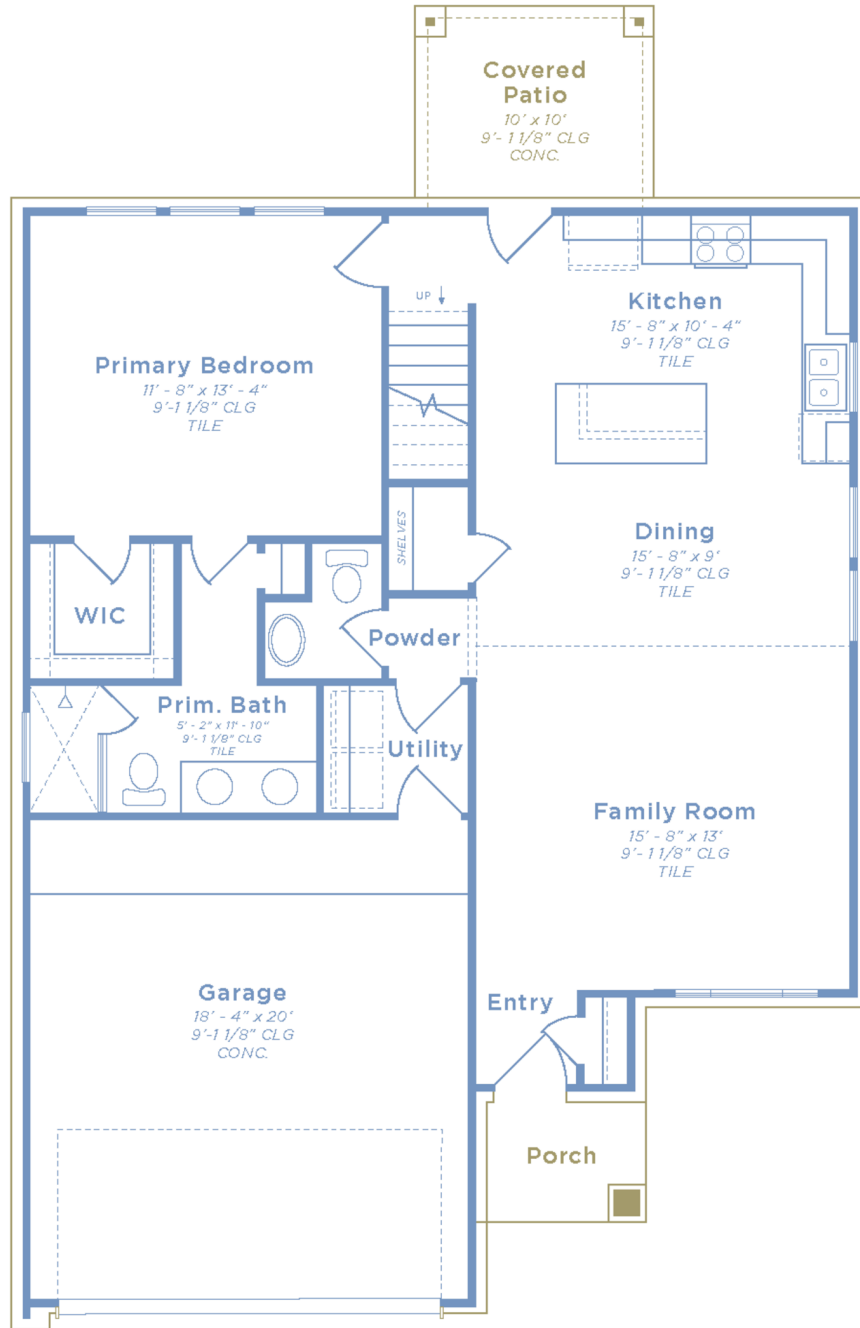 Covered
Patio
10' x 10'
9'- 1 1/8" CLG
CONC.
UP
Kitchen
15' - 8" x 10' - 4"
9'- 1 1/8" CLG
TILE
Primary Bedroom
11' - 8" x 13' - 4"
9'-1 1/8" CLG
TILE
SHELVES
Dining
15' - 8" x 9'
9'- 1 1/8" CLG
TILE
WIC
Powder
Prim. Bath
5' - 2" x 11' - 10"
9'- 1 1/8" CLG
TILE
Utility
Family Room
15' - 8" x 13'
9'- 1 1/8" CLG
TILE
Garage
18' - 4" x 20'
9'-1 1/8" CLG
CONC.
Entry
Porch